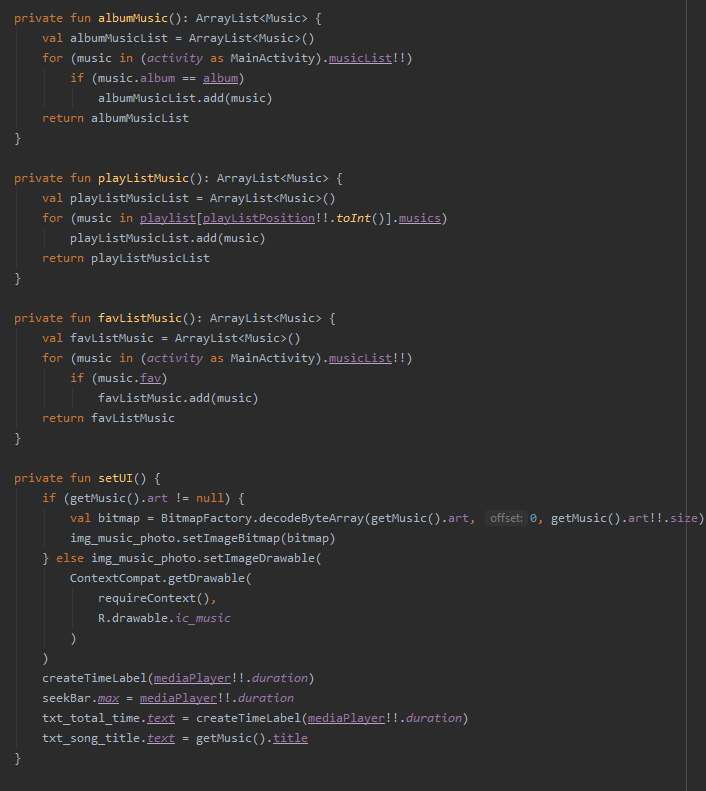 private fun albumMusic(): ArrayList<Music> {
    val albumMusicList = ArrayList<Music>()
    for (music in (activity as MainActivity).musicList!!)
        if (music.album == album)
            albumMusicList.add(music)
    return albumMusicList
}

private fun playListMusic(): ArrayList<Music> {
    val playListMusicList = ArrayList<Music>()
    for (music in playlist[playListPosition!!.toInt()].musics)
        playListMusicList.add(music)
    return playListMusicList
}

private fun favListMusic(): ArrayList<Music> {
    val favListMusic = ArrayList<Music>()
    for (music in (activity as MainActivity).musicList!!)
        if (music.fav)
            favListMusic.add(music)
    return favListMusic
}

private fun setUI() {
    if (getMusic().art != null) {
        val bitmap = BitmapFactory.decodeByteArray(getMusic().art, offset: 0, getMusic().art!!.size)
        img_music_photo.setImageBitmap(bitmap)
    } else img_music_photo.setImageDrawable(
        ContextCompat.getDrawable(
            requireContext(),
            R.drawable.ic_music
        )
    )
    createTimeLabel(mediaPlayer!!.duration)
    seekBar.max = mediaPlayer!!.duration
    txt_total_time.text = createTimeLabel(mediaPlayer!!.duration)
    txt_song_title.text = getMusic().title
}